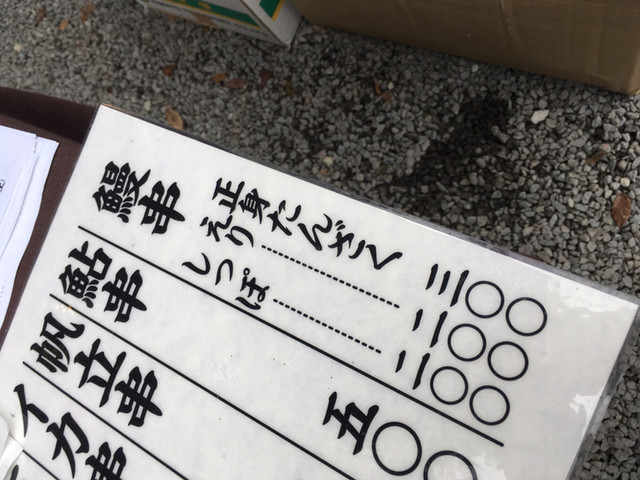 鰻串
正身たんざく 三〇〇
えり 二〇〇
しっぽ 二〇〇
鮎串 五〇〇
帆立串
イカ串